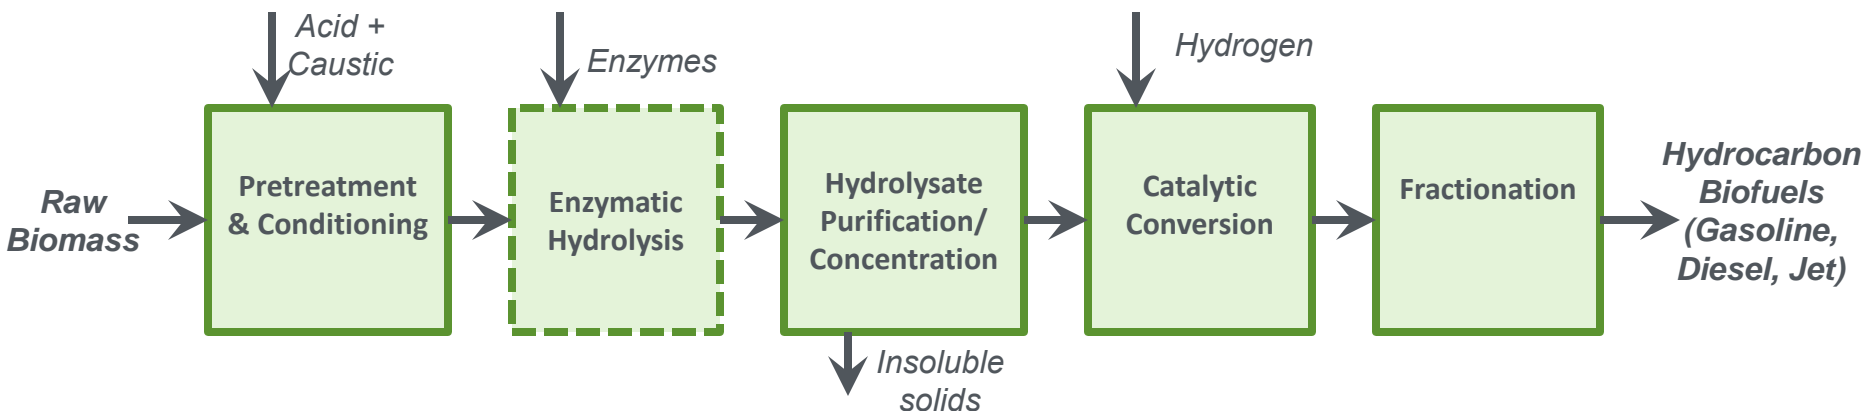 Acid +
Caustic
Enzymes
Hydrogen
Raw
Biomass
Pretreatment
& Conditioning
Enzymatic
Hydrolysis
Hydrolysate
Purification/
Concentration
Catalytic
Conversion
Fractionation
Hydrocarbon
Biofuels
(Gasoline,
Diesel, Jet)
Insoluble
solids